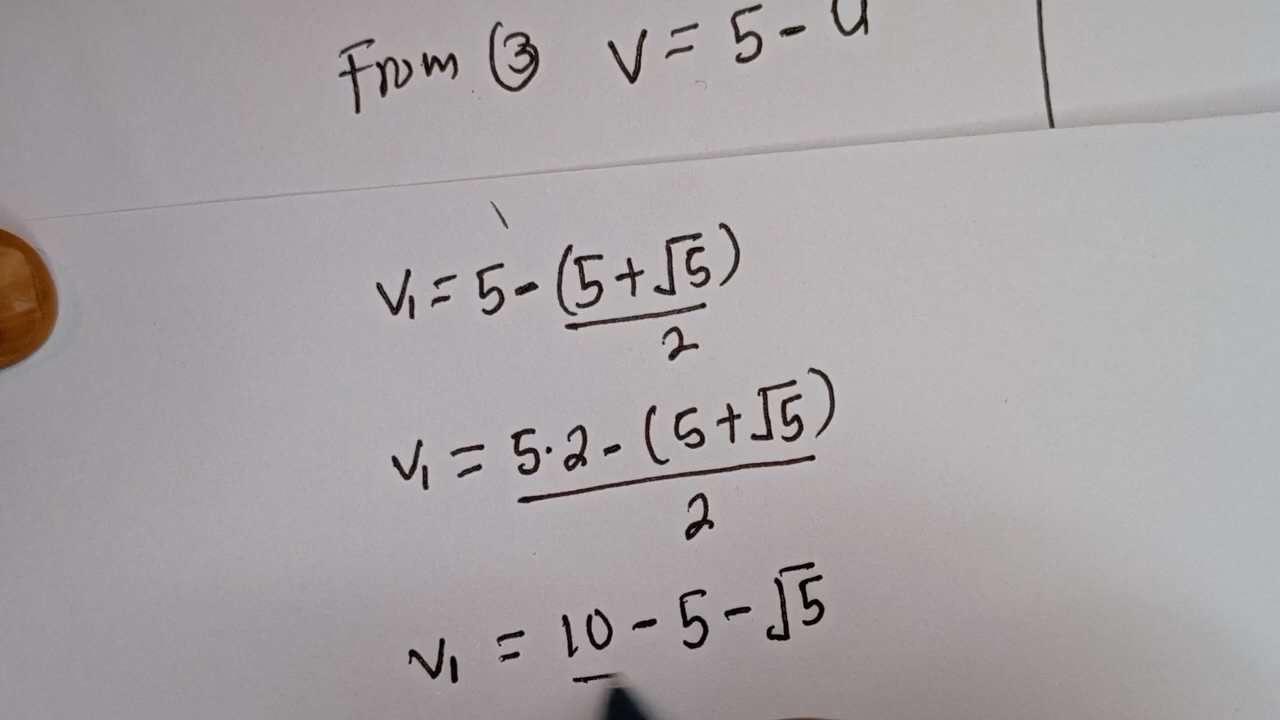 From ③ V = 5 - u
V₁ = 5 - (5 + √5)
2
V₁ = 5·2 - (5 + √5)
2
V₁ = 10 - 5 - √5